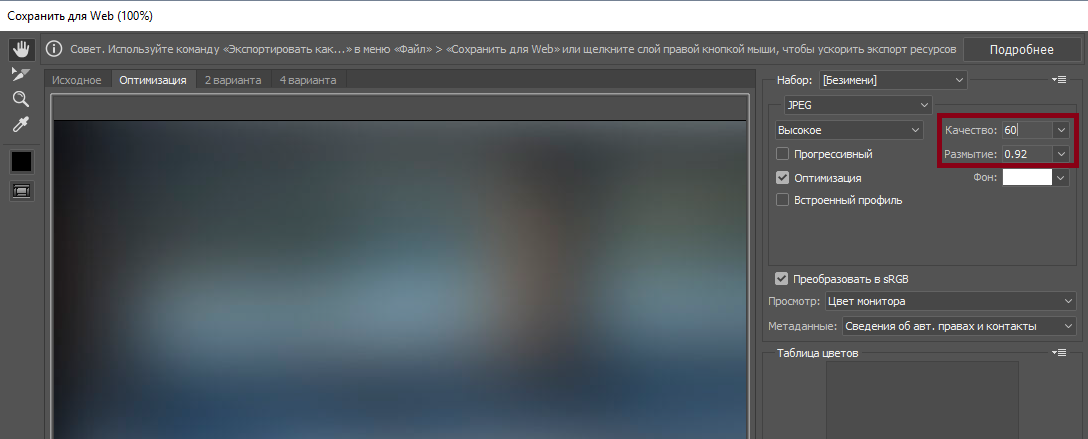 Сохранить для Web (100%)
Совет. Используйте команду «Экспортировать как...» в меню «Файл» > «Сохранить для Web» или щелкните слой правой кнопкой мыши, чтобы ускорить экспорт ресурсов
Подробнее
Исходное Оптимизация 2 варианта 4 варианта
Набор: [Безимени]
JPEG
Высокое Качество: 60
Прогрессивный Размытие: 0.92
Оптимизация Фон:
Встроенный профиль
Преобразовать в sRGB
Просмотр: Цвет монитора
Метаданные: Сведения об авт. правах и контакты
Таблица цветов